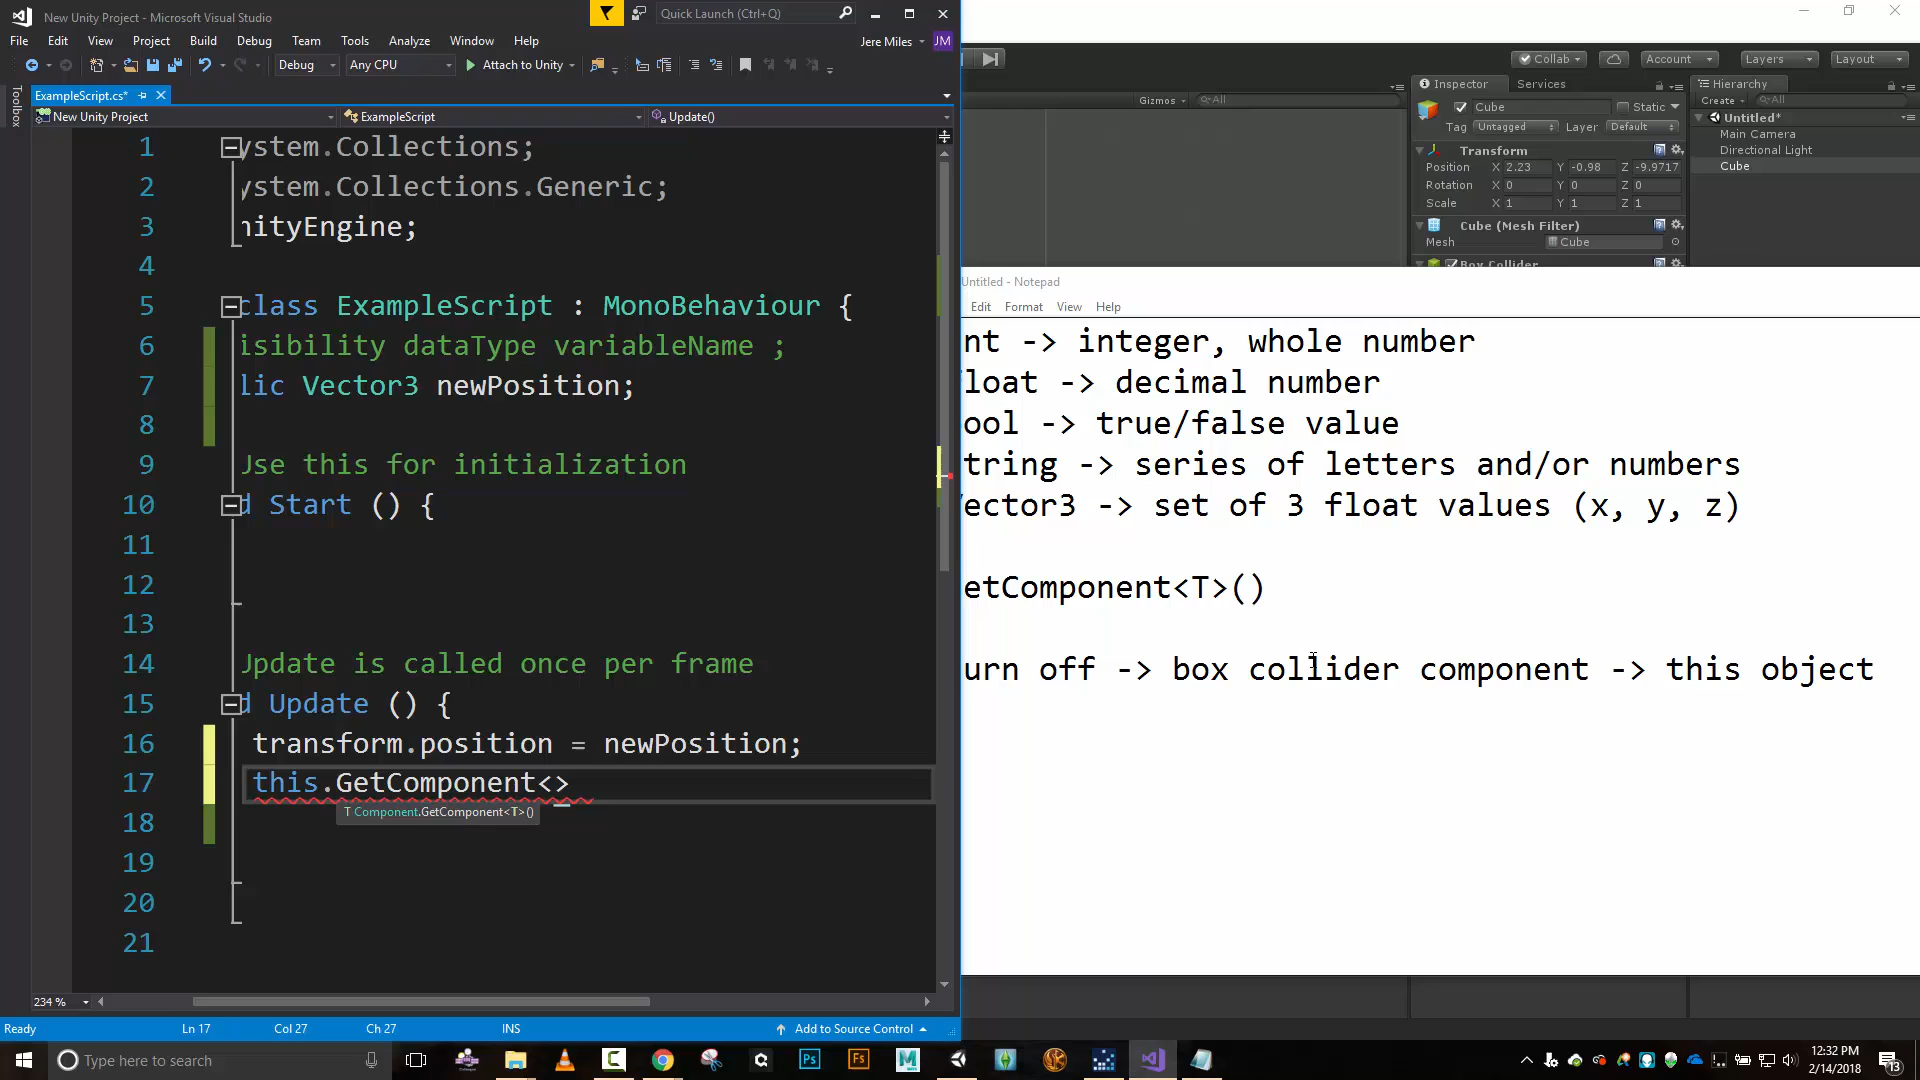 New Unity Project - Microsoft Visual Studio
Quick Launch (Ctrl+Q)
File Edit View Project Build Debug Team Tools Analyze Window Help
Jere Miles JM
Debug Any CPU Attach to Unity
Toolbox
ExampleScript.cs*
New Unity Project ExampleScript Update()
1 ystem.Collections;
2 ystem.Collections.Generic;
3 nityEngine;
4
5 class ExampleScript : MonoBehaviour {
6 isibility dataType variableName ;
7 lic Vector3 newPosition;
8
9 Use this for initialization
10 d Start () {
11
12
13
14 Update is called once per frame
15 d Update () {
16 transform.position = newPosition;
17 this.GetComponent<>
T Component.GetComponent<T>()
18
19
20
21
234 %
Ready Ln 17 Col 27 Ch 27 INS Add to Source Control
Collab Account Layers Layout
Gizmos All
Inspector Services
Cube Static
Tag Untagged Layer Default
Transform
Position X 2.23 Y -0.98 Z -9.9717
Rotation X 0 Y 0 Z 0
Scale X 1 Y 1 Z 1
Cube (Mesh Filter)
Mesh Cube
Box Collider
Hierarchy
Create All
Untitled*
Main Camera
Directional Light
Cube
Untitled - Notepad
Edit Format View Help
nt -> integer, whole number
loat -> decimal number
ool -> true/false value
tring -> series of letters and/or numbers
Vector3 -> set of 3 float values (x, y, z)
etComponent<T>()
urn off -> box collider component -> this object
Type here to search
Ps Fs M
12:32 PM
2/14/2018
13